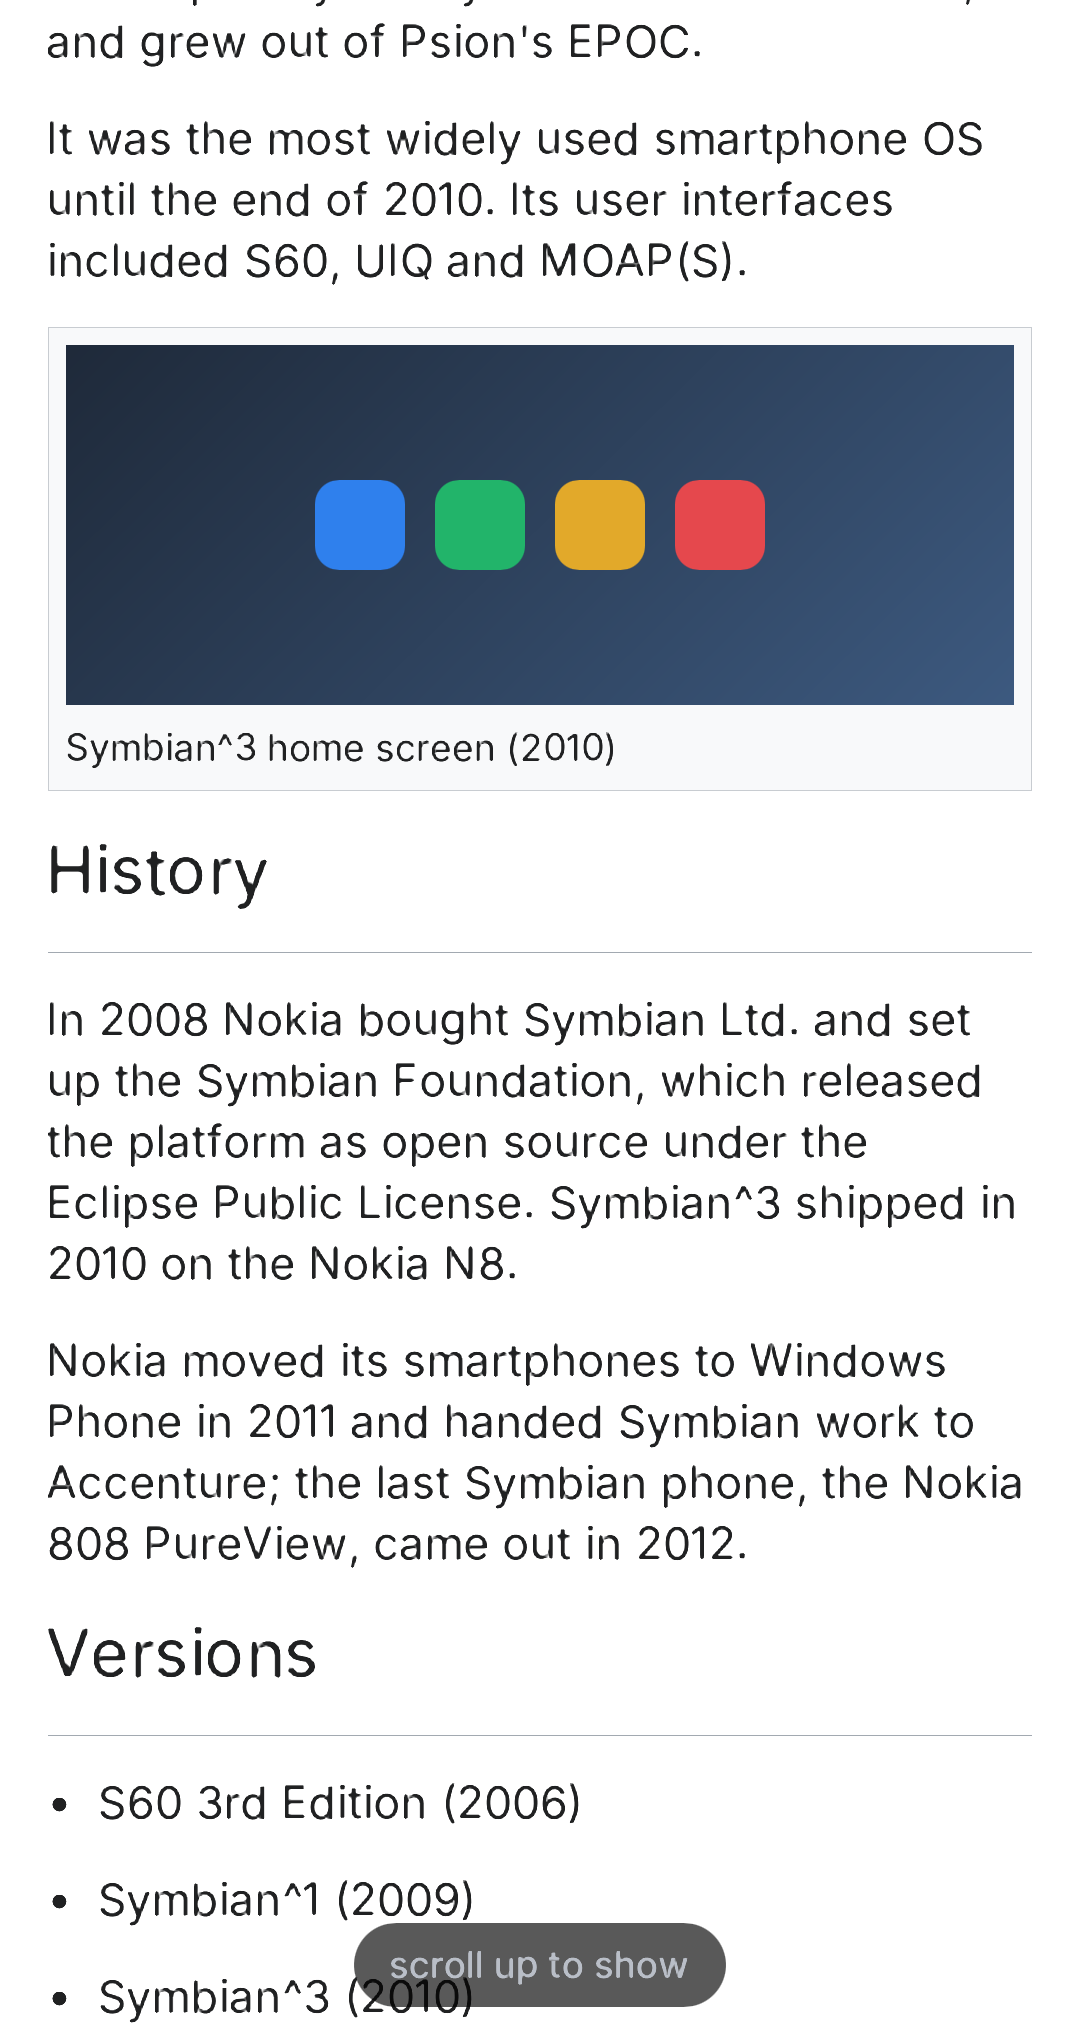 and grew out of Psion's EPOC.
It was the most widely used smartphone OS
until the end of 2010. Its user interfaces
included S60, UIQ and MOAP(S).
Symbian^3 home screen (2010)
History
In 2008 Nokia bought Symbian Ltd. and set
up the Symbian Foundation, which released
the platform as open source under the
Eclipse Public License. Symbian^3 shipped in
2010 on the Nokia N8.
Nokia moved its smartphones to Windows
Phone in 2011 and handed Symbian work to
Accenture; the last Symbian phone, the Nokia
808 PureView, came out in 2012.
Versions
• S60 3rd Edition (2006)
• Symbian^1 (2009)
• Symbian^3 (2010)
scroll up to show